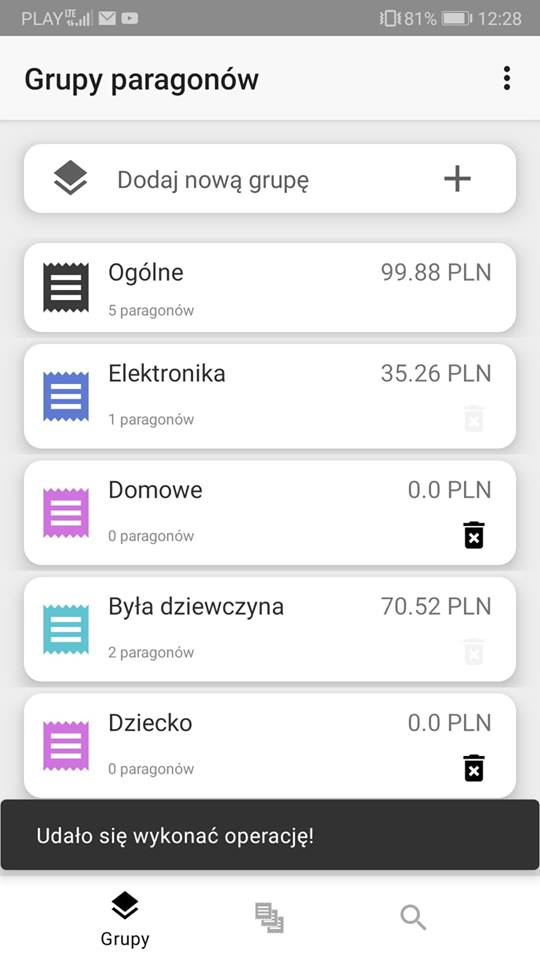 PLAY LTE 81% 12:28
Grupy paragonów
Dodaj nową grupę
Ogólne 99.88 PLN
5 paragonów
Elektronika 35.26 PLN
1 paragonów
Domowe 0.0 PLN
0 paragonów
Była dziewczyna 70.52 PLN
2 paragonów
Dziecko 0.0 PLN
0 paragonów
Udało się wykonać operację!
Grupy